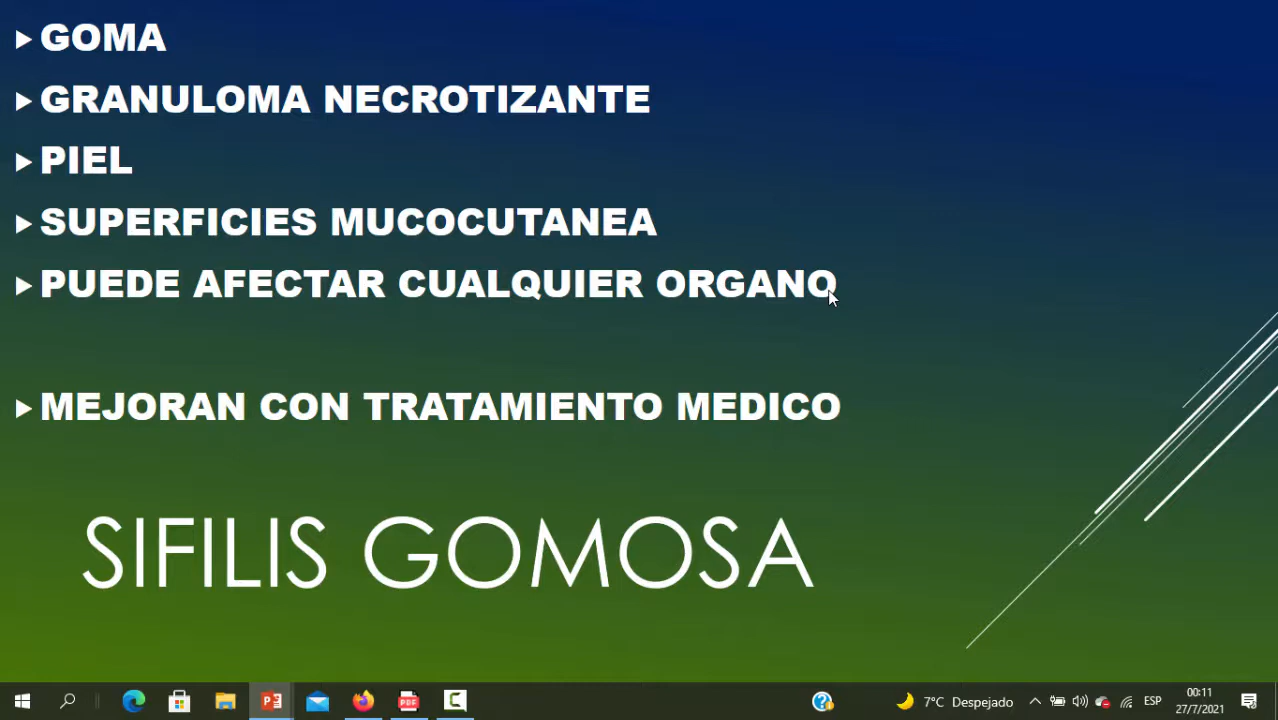 GOMA
GRANULOMA NECROTIZANTE
PIEL
SUPERFICIES MUCOCUTANEA
PUEDE AFECTAR CUALQUIER ORGANO
MEJORAN CON TRATAMIENTO MEDICO
SIFILIS GOMOSA
7°C Despejado
ESP
00:11
27/7/2021